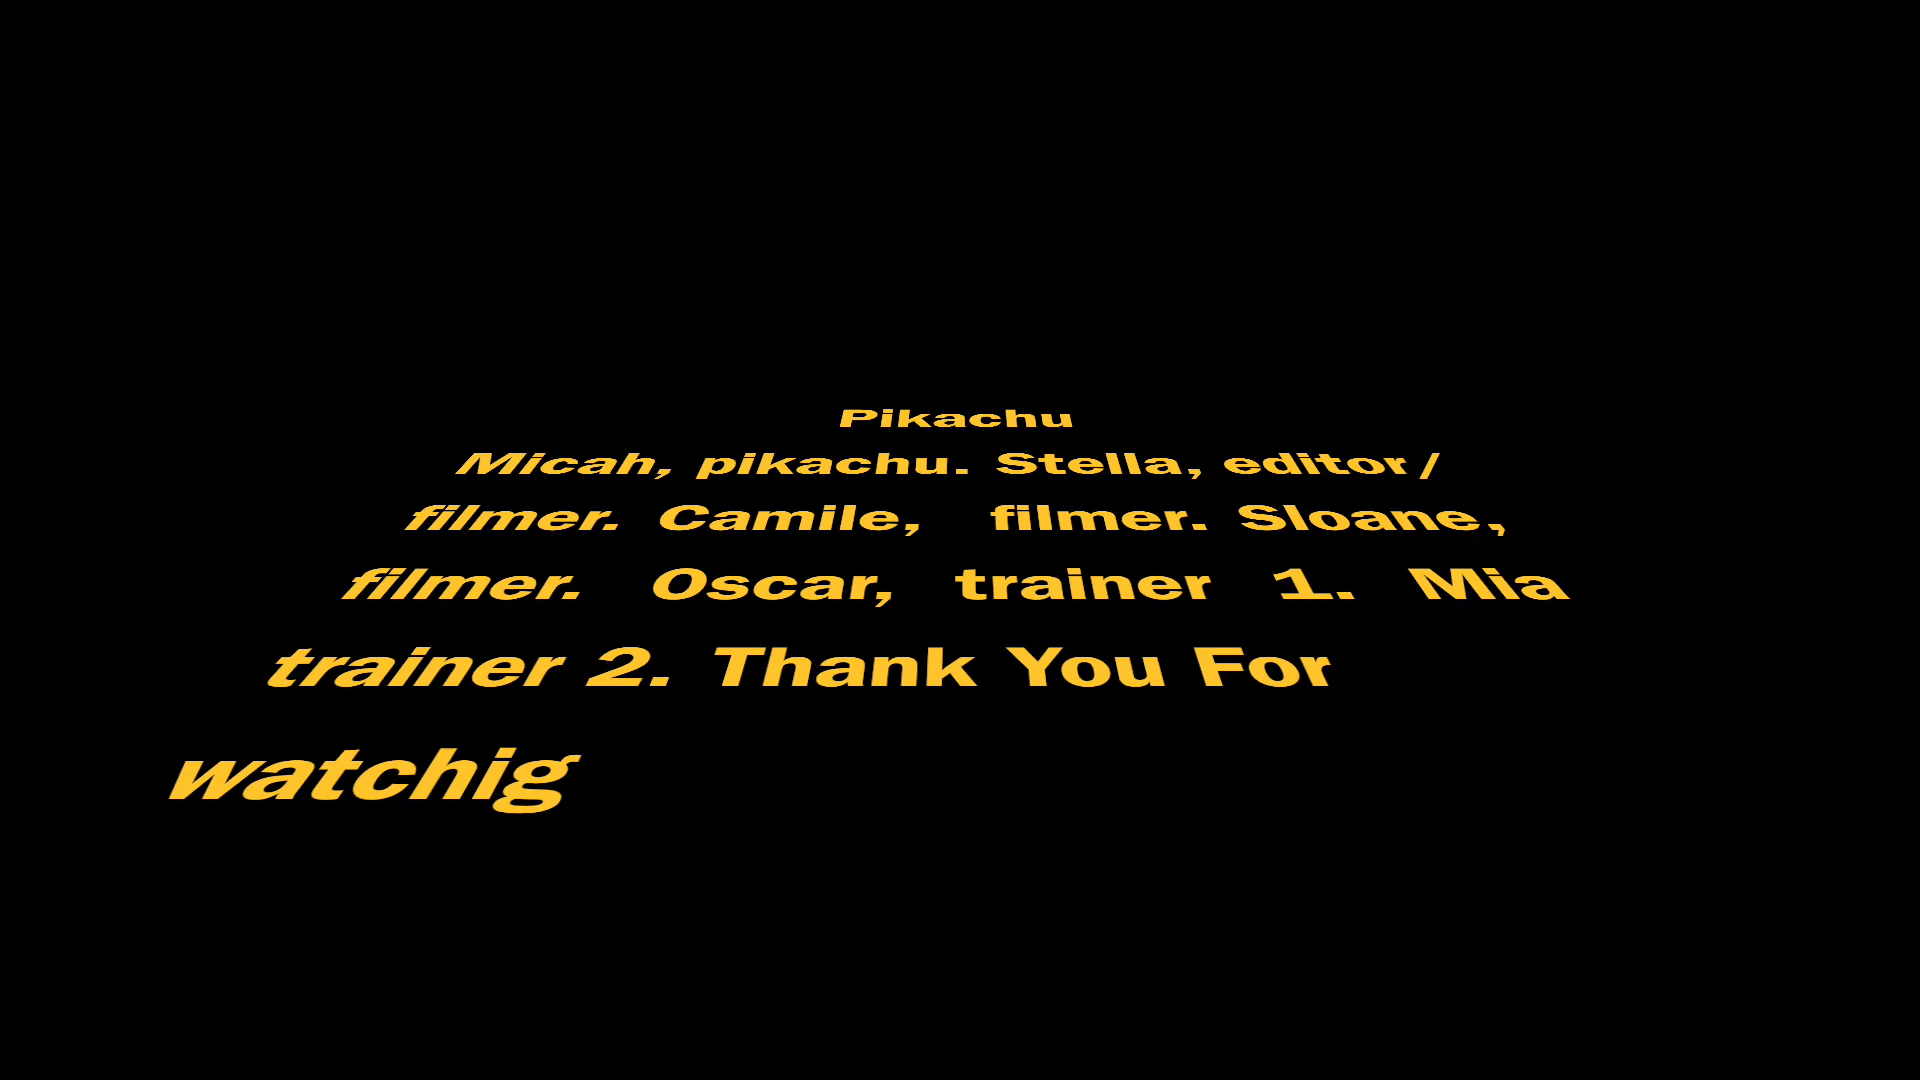 Pikachu
Micah, pikachu. Stella, editor/
filmer. Camile, filmer. Sloane,
filmer. Oscar, trainer 1. Mia
trainer 2. Thank You For
watchig